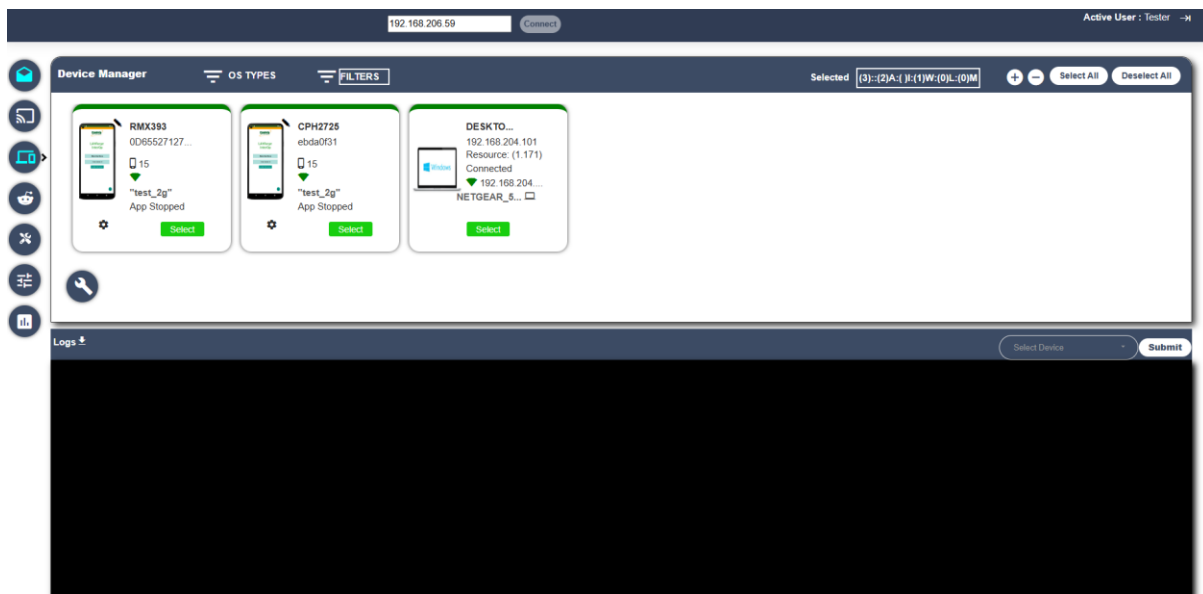 192.168.206.59 Connect Active User : Tester
Device Manager OS TYPES FILTERS Selected (3)::(2)A:( )I:(1)W:(0)L:(0)M Select All Deselect All
RMX393
0D65527127...
15
"test_2g"
App Stopped
Select
CPH2725
ebda0f31
15
"test_2g"
App Stopped
Select
DESKTO...
192.168.204.101
Resource: (1.171)
Connected
192.168.204....
NETGEAR_5...
Windows
Select
Logs Select Device Submit